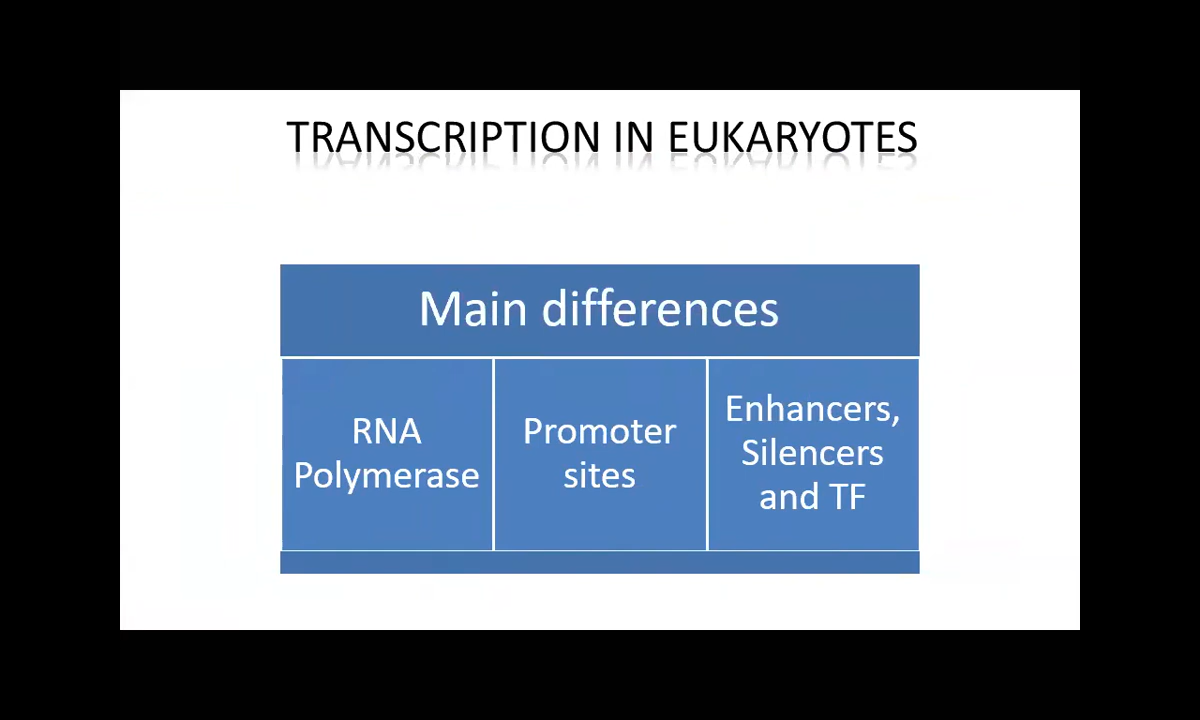 TRANSCRIPTION IN EUKARYOTES
Main differences
RNA
Polymerase
Promoter
sites
Enhancers,
Silencers
and TF